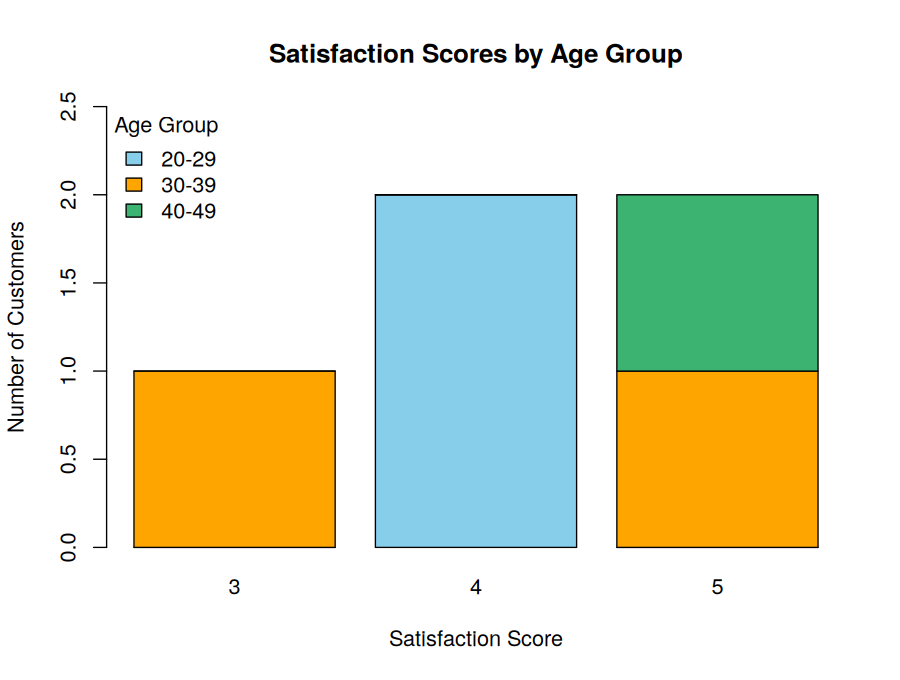 Satisfaction Scores by Age Group
Number of Customers
2.5
2.0
1.5
1.0
0.5
0.0
Age Group
20-29
30-39
40-49
3 4 5
Satisfaction Score